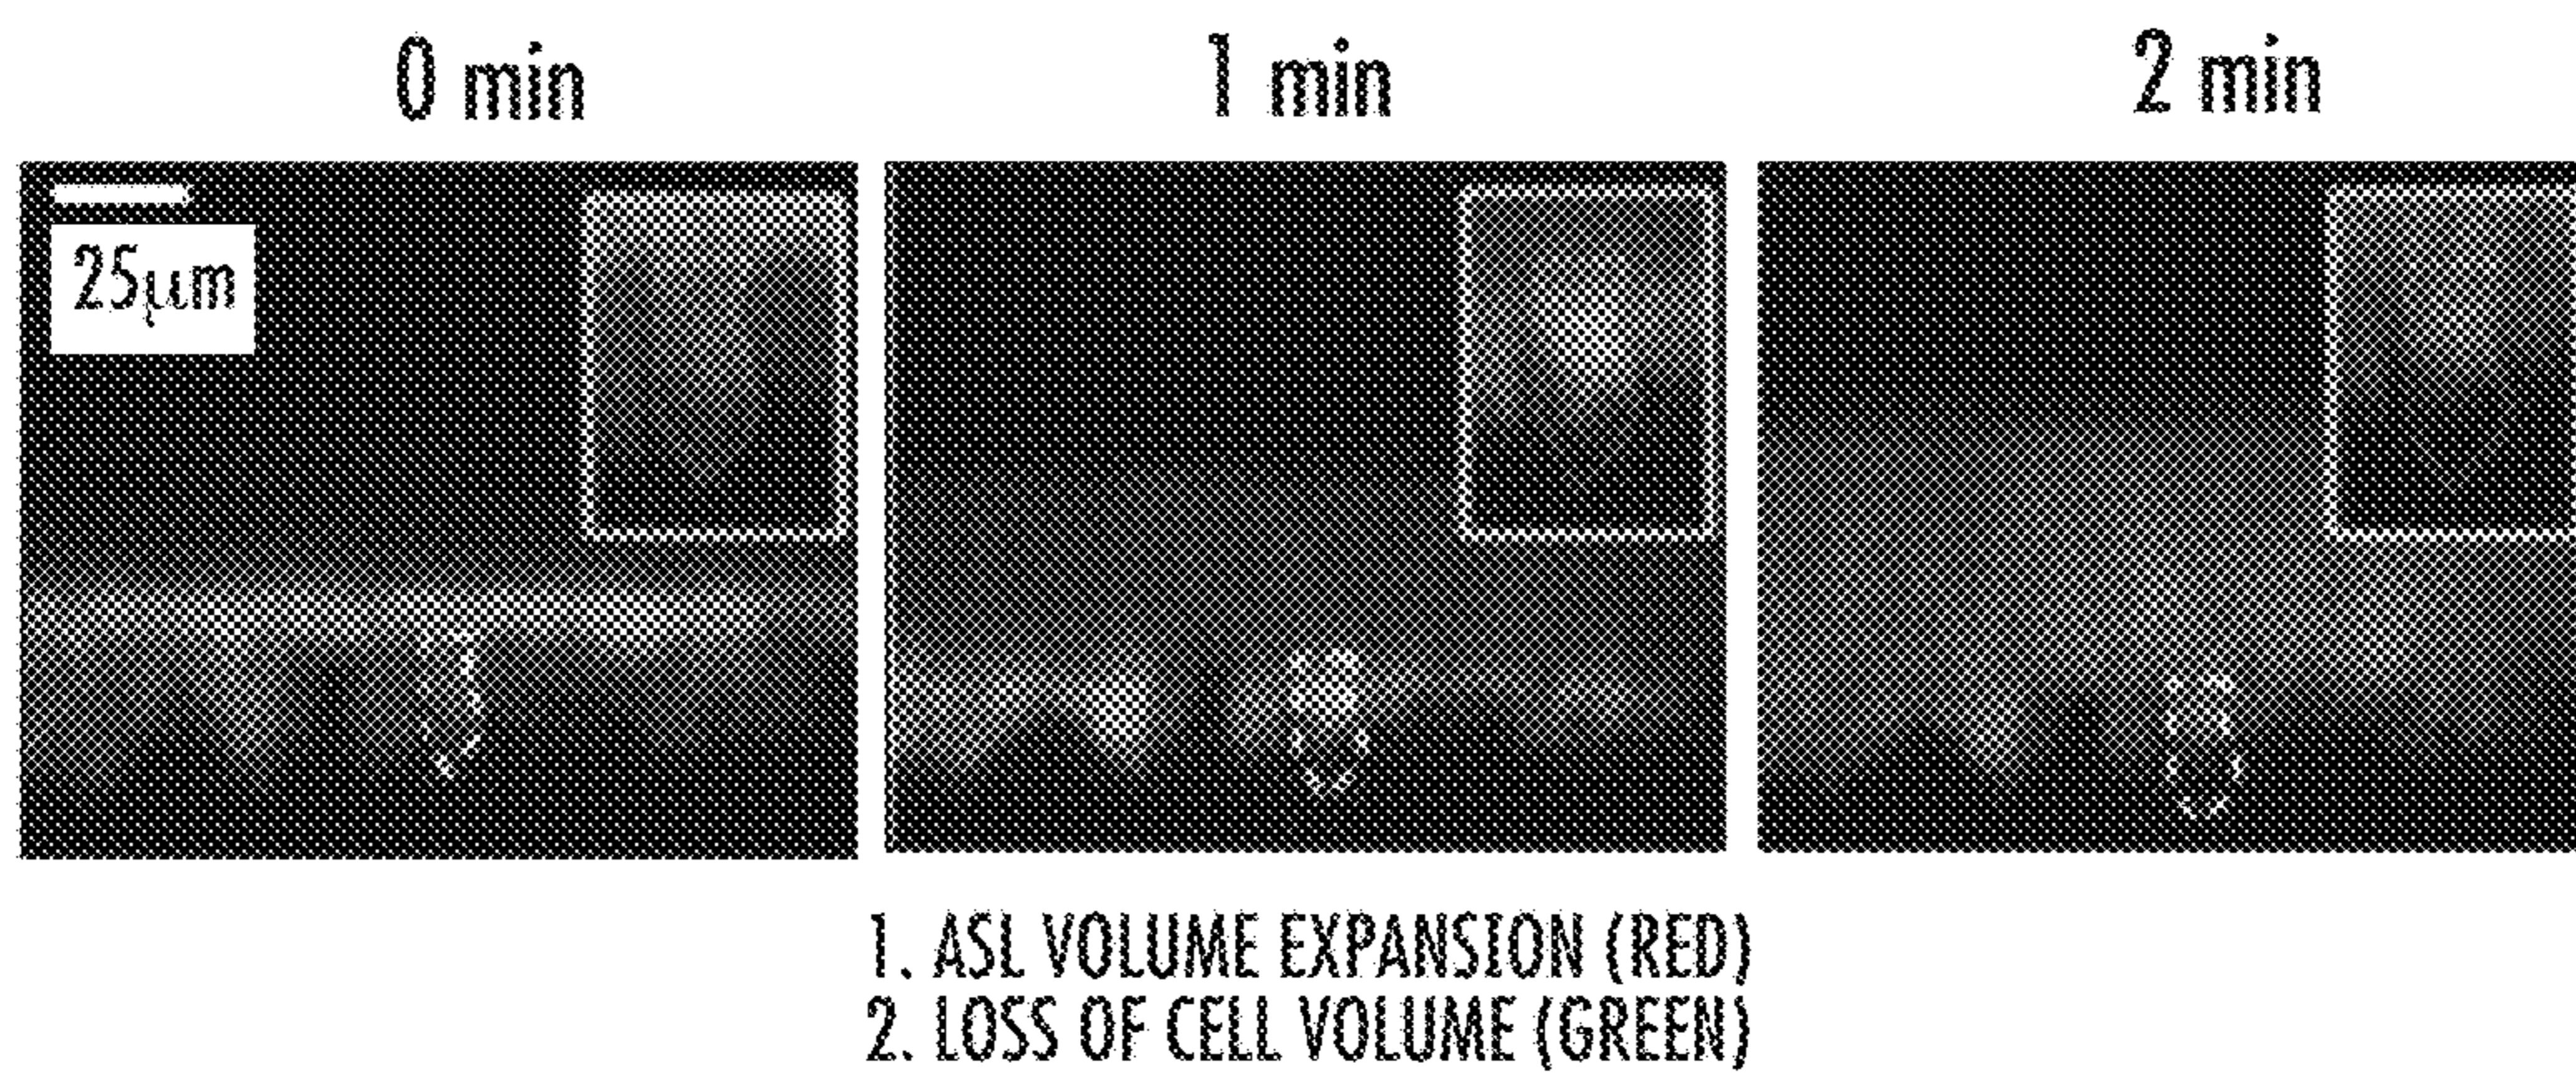 0 min
1 min
2 min
25μm
1. ASL VOLUME EXPANSION (RED)
2. LOSS OF CELL VOLUME (GREEN)